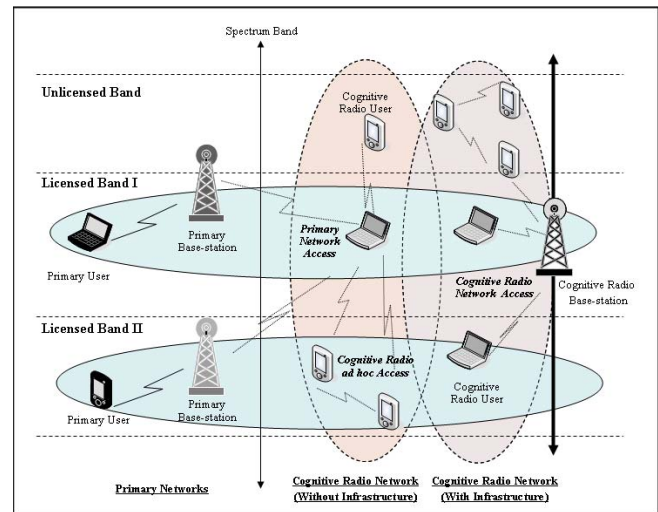 Spectrum Band
Unlicensed Band
Cognitive
Radio User
Licensed Band I
Primary
Base-station
Primary User
Primary
Network
Access
Cognitive Radio
Network Access
Cognitive Radio
Base-station
Licensed Band II
Primary
Base-station
Primary User
Cognitive Radio
ad hoc Access
Cognitive
Radio User
Primary Networks
Cognitive Radio Network
(Without Infrastructure)
Cognitive Radio Network
(With Infrastructure)